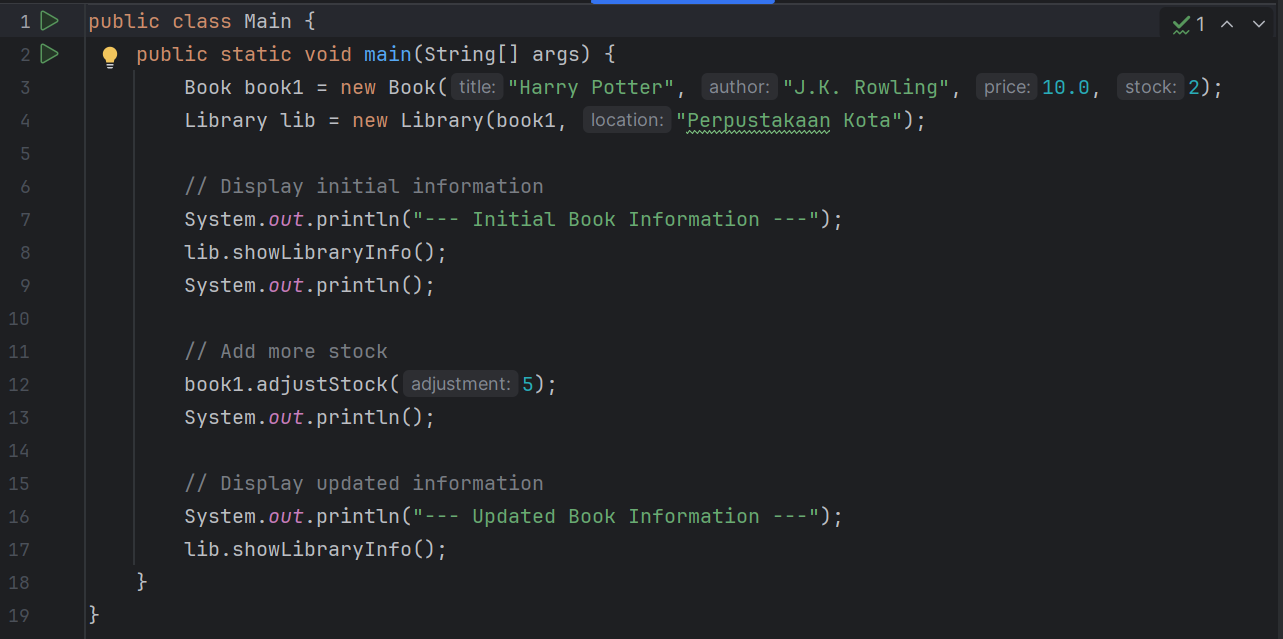 1 public class Main {
✓ 1
2 public static void main(String[] args) {
3 Book book1 = new Book( title: "Harry Potter", author: "J.K. Rowling", price: 10.0, stock: 2);
4 Library lib = new Library(book1, location: "Perpustakaan Kota");
5
6 // Display initial information
7 System.out.println("--- Initial Book Information ---");
8 lib.showLibraryInfo();
9 System.out.println();
10
11 // Add more stock
12 book1.adjustStock( adjustment: 5);
13 System.out.println();
14
15 // Display updated information
16 System.out.println("--- Updated Book Information ---");
17 lib.showLibraryInfo();
18 }
19 }